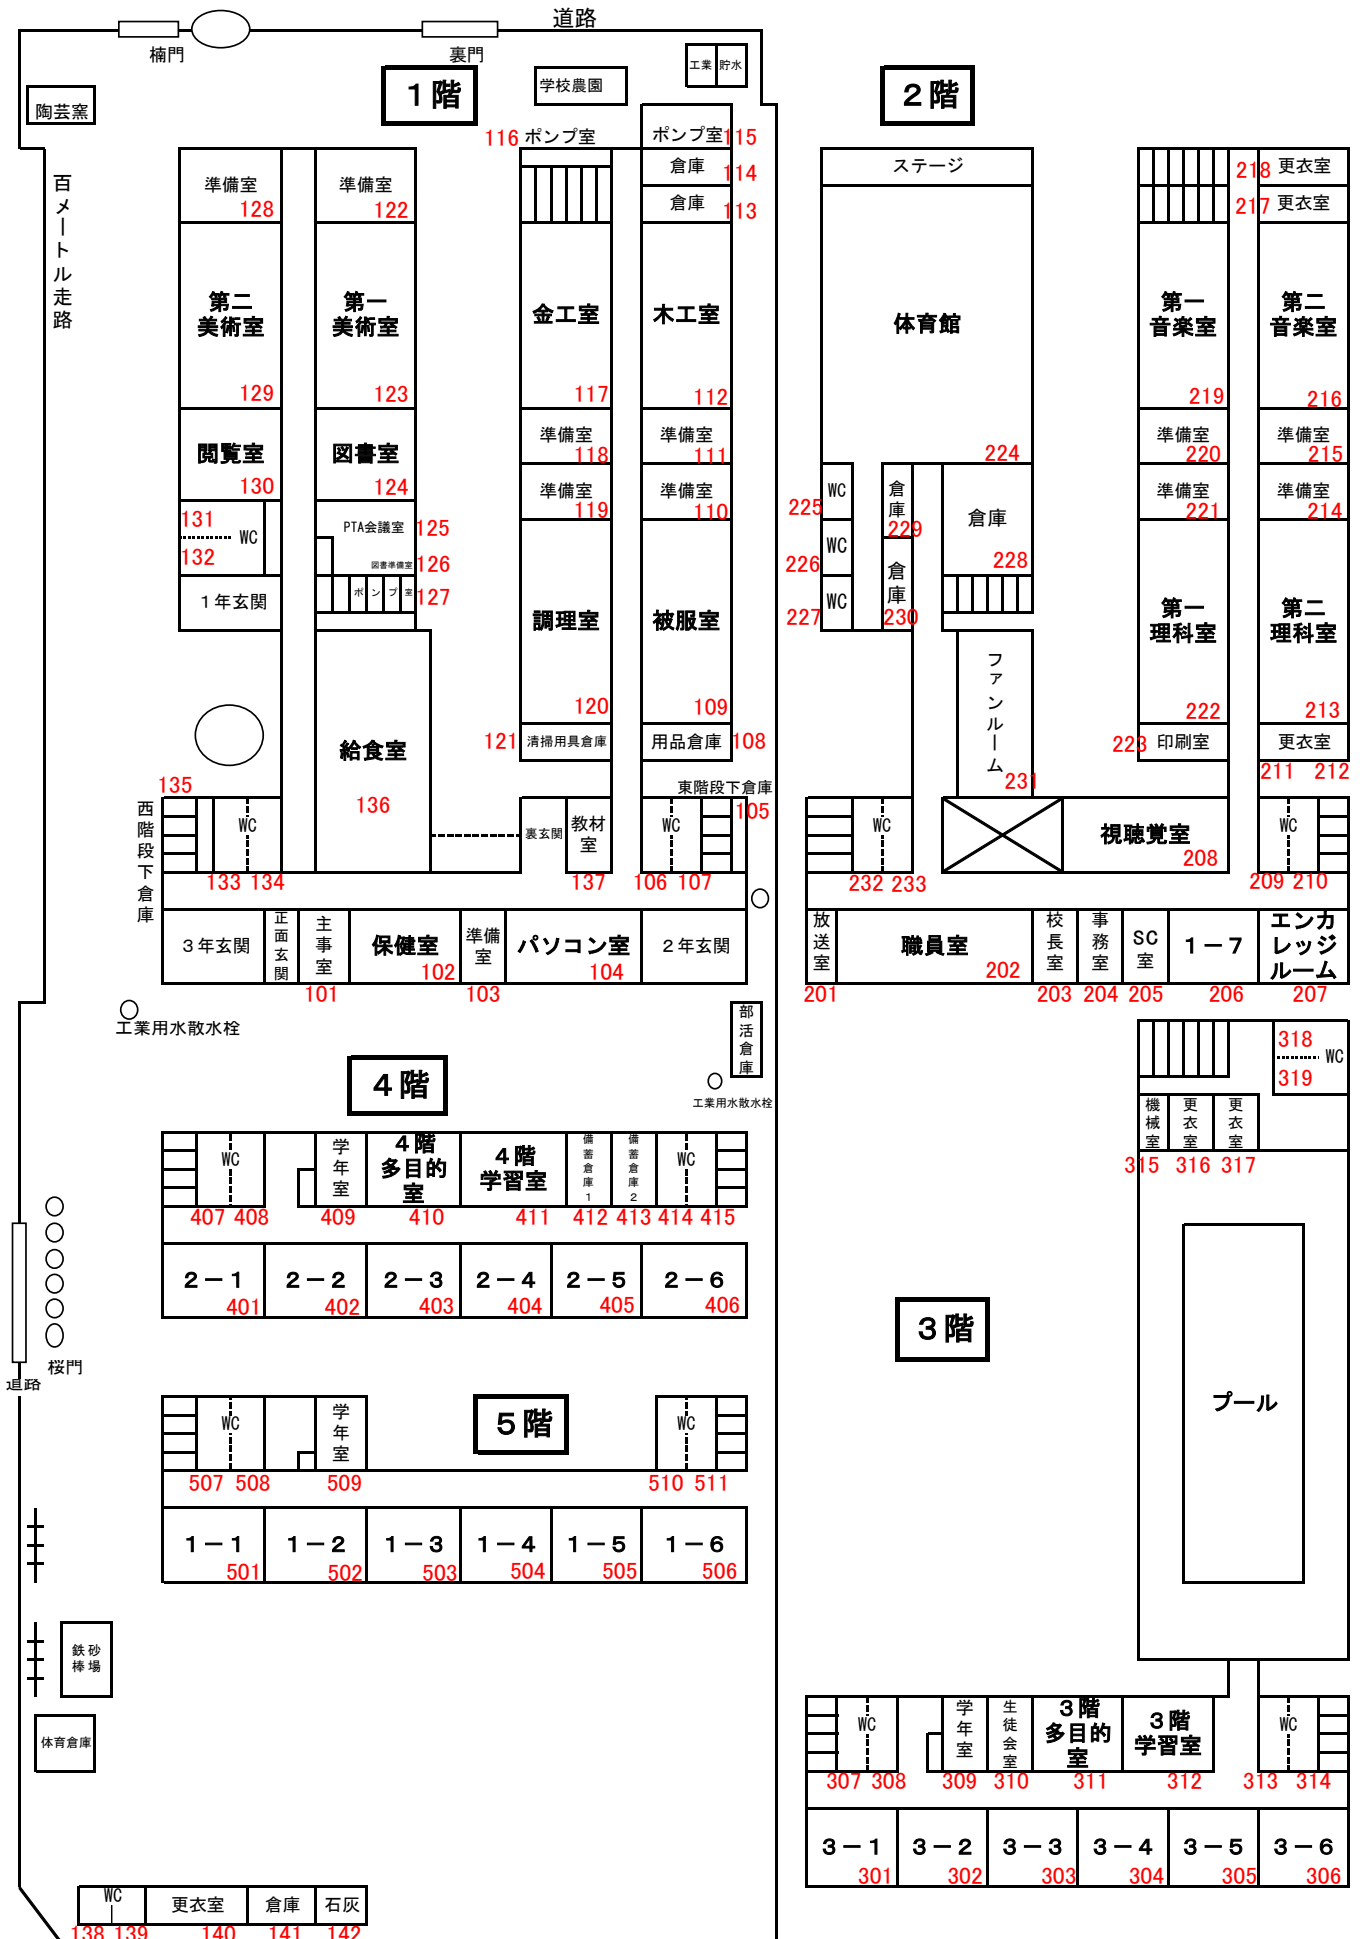 道路
楠門
裏門
1階
学校農園
工業
貯水
陶芸窯
百メートル走路
116
ポンプ室
ポンプ室
115
倉庫
114
倉庫
113
準備室
128
準備室
122
第二
美術室
129
第一
美術室
123
金工室
117
木工室
112
閲覧室
130
図書室
124
準備室
118
準備室
111
準備室
119
準備室
110
131
132
WC
PTA会議室
125
図書準備室
126
ポンプ室
127
1年玄関
調理室
120
被服室
109
121
清掃用具倉庫
用品倉庫
108
給食室
136
135
西階段下倉庫
WC
133
134
裏玄関
教材室
137
東階段下倉庫
105
WC
106
107
3年玄関
正面玄関
主事室
101
保健室
102
準備室
103
パソコン室
104
2年玄関
工業用水散水栓
部活倉庫
工業用水散水栓
2階
ステージ
体育館
224
218
更衣室
217
更衣室
第一
音楽室
219
第二
音楽室
216
準備室
220
準備室
215
準備室
221
準備室
214
225
WC
226
WC
227
WC
倉庫
229
倉庫
230
倉庫
228
第一
理科室
222
第二
理科室
213
ファンルーム
231
223
印刷室
更衣室
211
212
WC
232
233
視聴覚室
208
WC
209
210
放送室
201
職員室
202
校長室
203
事務室
204
SC室
205
1−7
206
エンカ
レッジ
ルーム
207
4階
WC
407
408
学年室
409
4階
多目的
室
410
4階
学習室
411
備蓄倉庫1
412
備蓄倉庫2
413
WC
414
415
2−1
401
2−2
402
2−3
403
2−4
404
2−5
405
2−6
406
桜門
道路
5階
WC
507
508
学年室
509
WC
510
511
1−1
501
1−2
502
1−3
503
1−4
504
1−5
505
1−6
506
鉄棒
砂場
体育倉庫
WC
138
139
更衣室
140
倉庫
141
石灰
142
3階
318
319
WC
機械室
315
更衣室
316
更衣室
317
プール
WC
307
308
学年室
309
生徒会室
310
3階
多目的
室
311
3階
学習室
312
WC
313
314
3−1
301
3−2
302
3−3
303
3−4
304
3−5
305
3−6
306